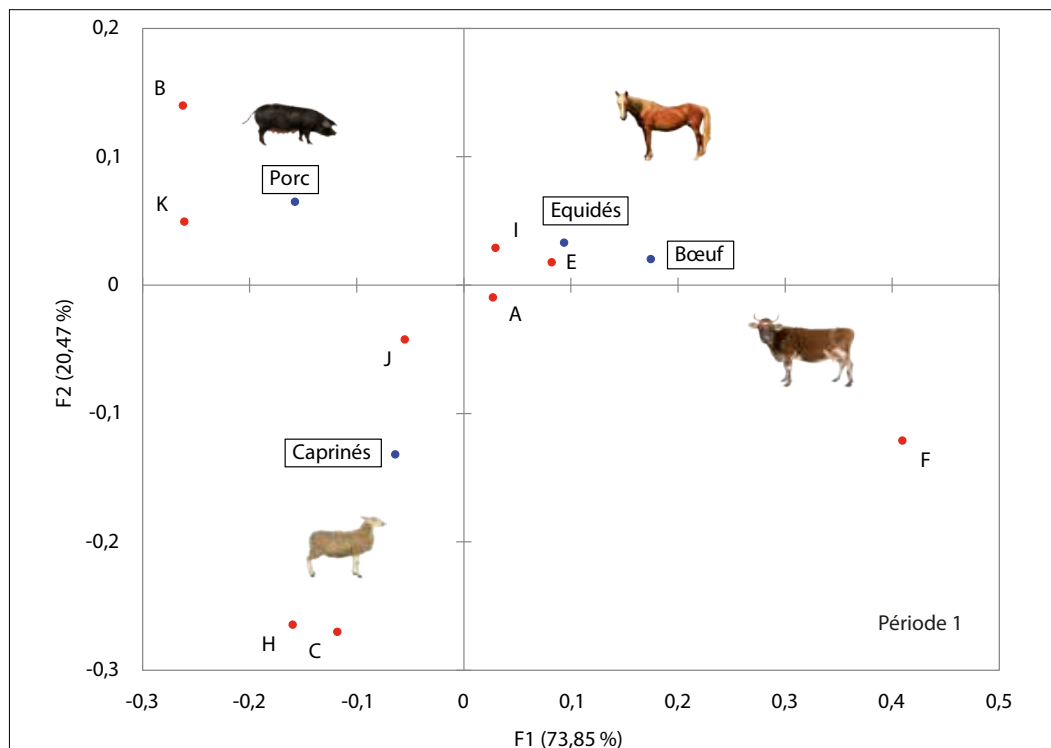 0,2
B
0,1
Porc
K
Equidés
I
E
Bœuf
0
A
J
F2 (20,47 %)
-0,1
Caprinés
F
-0,2
Période 1
H
C
-0,3
-0,3
-0,2
-0,1
0
0,1
0,2
0,3
0,4
0,5
F1 (73,85 %)